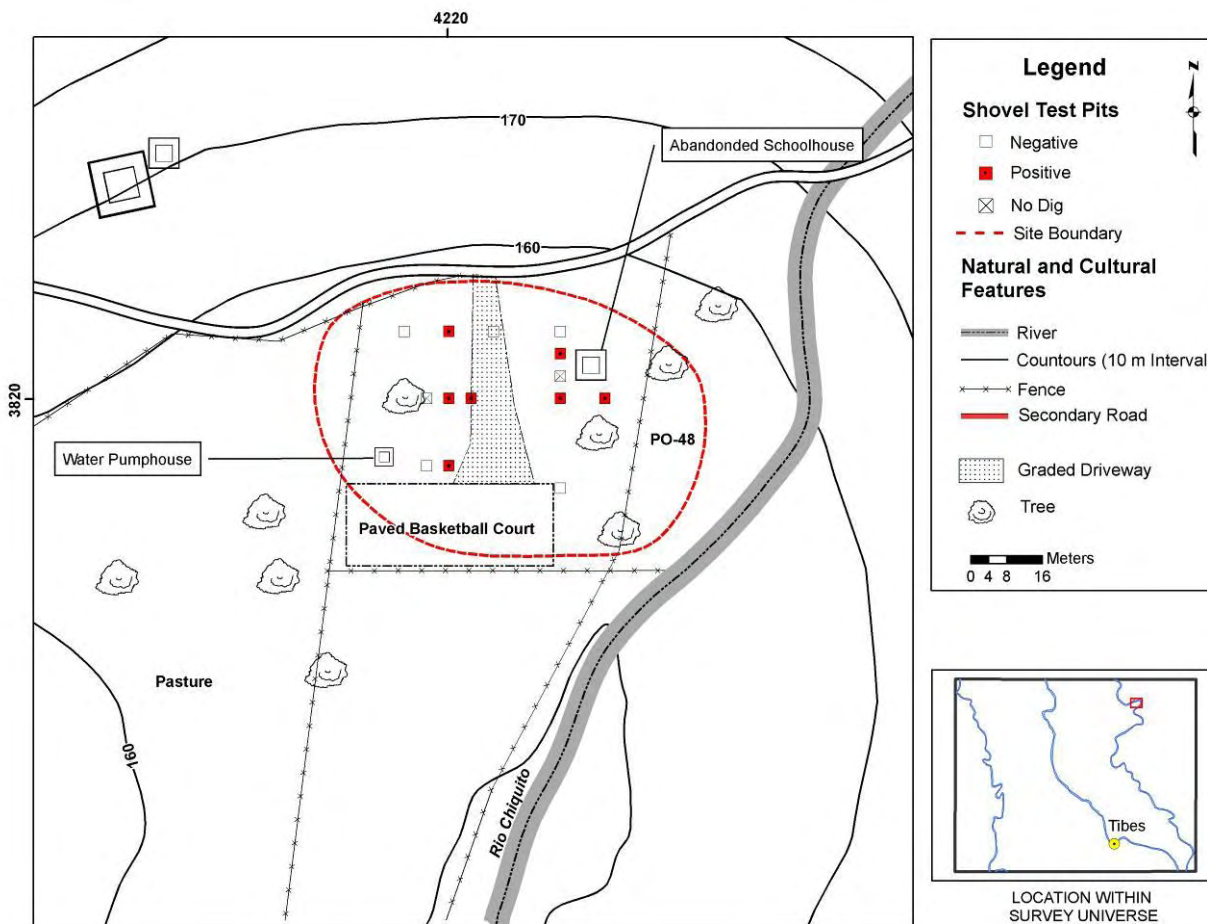 4220
3820
170
160
Abandonded Schoolhouse
PO-48
Water Pumphouse
Paved Basketball Court
Pasture
160
Rio Chiquito
Legend
N
Shovel Test Pits
Negative
Positive
No Dig
Site Boundary
Natural and Cultural
Features
River
Countours (10 m Interval
Fence
Secondary Road
Graded Driveway
Tree
Meters
0 4 8 16
Tibes
LOCATION WITHIN
SURVEY UNIVERSE